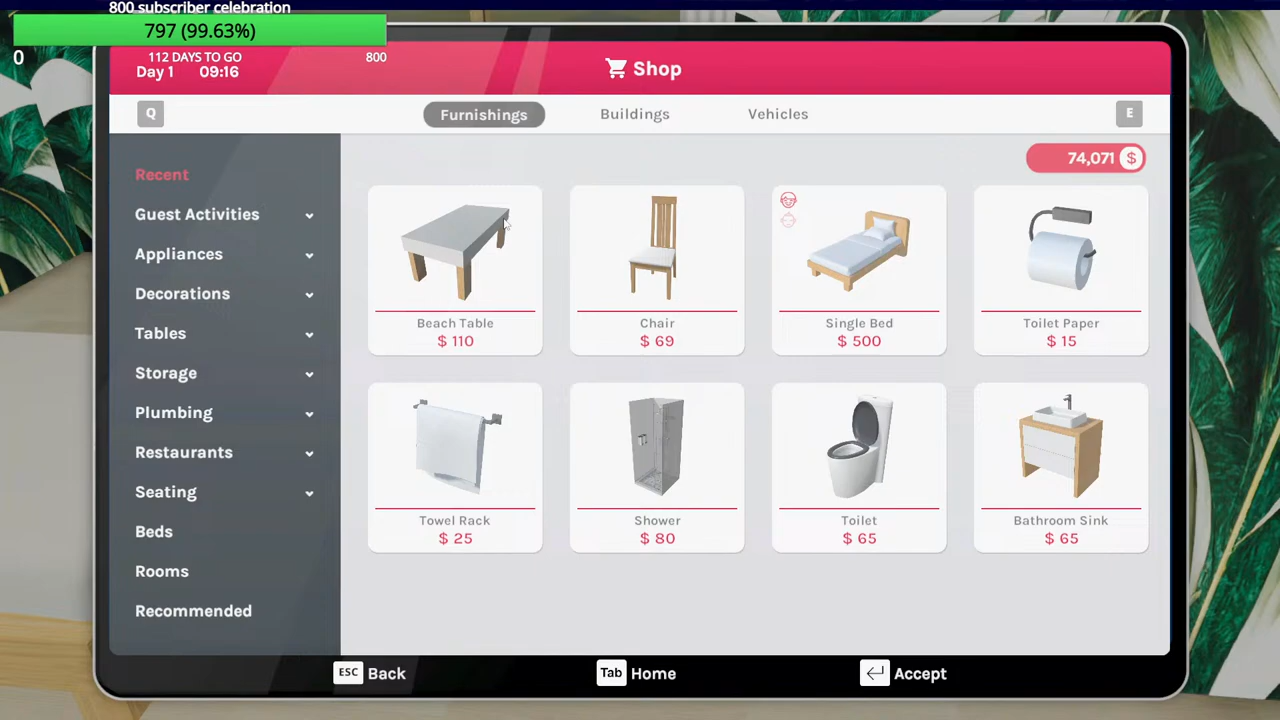 800 subscriber celebration
797 (99.63%)
0
112 DAYS TO GO
800
Day 1 09:16
Shop
Q
Furnishings
Buildings
Vehicles
E
74,071 $
Recent
Guest Activities
Appliances
Decorations
Tables
Storage
Plumbing
Restaurants
Seating
Beds
Rooms
Recommended
Beach Table
$ 110
Chair
$ 69
Single Bed
$ 500
Toilet Paper
$ 15
Towel Rack
$ 25
Shower
$ 80
Toilet
$ 65
Bathroom Sink
$ 65
ESC Back
Tab Home
Accept